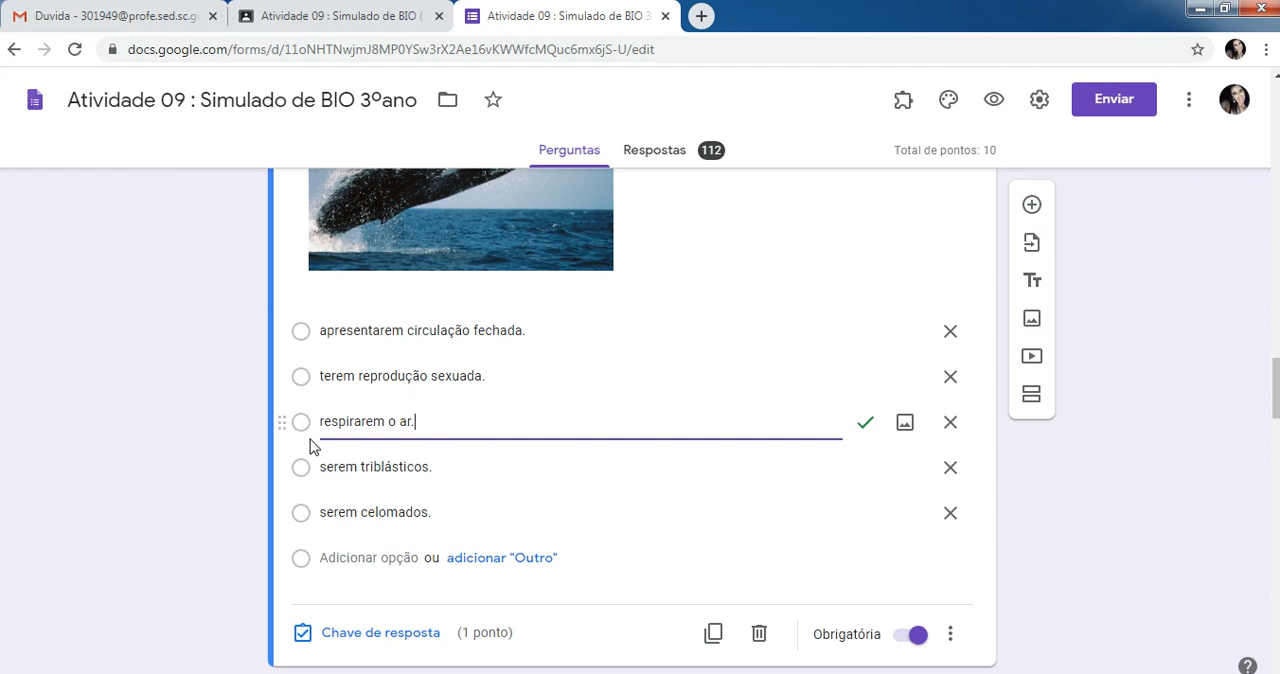 Duvida - 301949@profe.sed.sc.go
Atividade 09 : Simulado de BIO (
Atividade 09 : Simulado de BIO 3
docs.google.com/forms/d/11oNHTNwjmJ8MP0YSw3rX2Ae16vKWWfcMQuc6mx6jS-U/edit
Atividade 09 : Simulado de BIO 3ºano
Enviar
Perguntas Respostas 112
Total de pontos: 10
apresentarem circulação fechada.
terem reprodução sexuada.
respirarem o ar.
serem triblásticos.
serem celomados.
Adicionar opção ou adicionar "Outro"
Chave de resposta (1 ponto)
Obrigatória